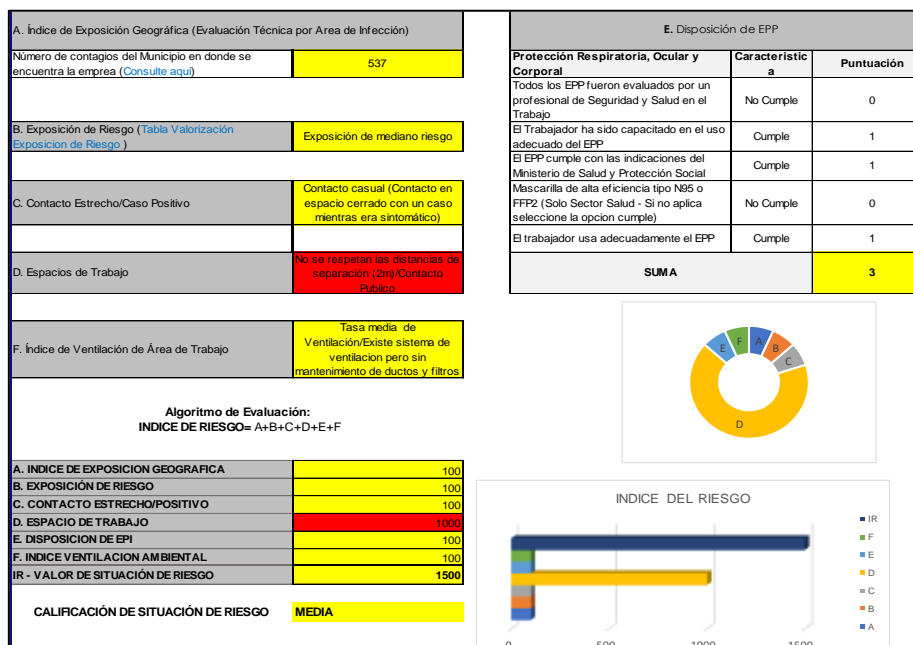 A. Índice de Exposición Geográfica (Evaluación Técnica por Area de Infección)
Número de contagios del Municipio en donde se
encuentra la emprea (Consulte aqui)
537
B. Exposición de Riesgo (Tabla Valorización
Exposicion de Riesgo )
Exposición de mediano riesgo
C. Contacto Estrecho/Caso Positivo
Contacto casual (Contacto en
espacio cerrado con un caso
mientras era sintomático)
D. Espacios de Trabajo
No se respetan las distancias de
separación (2m)/Contacto
Publico
F. Índice de Ventilación de Área de Trabajo
Tasa media de
Ventilación/Existe sistema de
ventilacion pero sin
mantenimiento de ductos y filtros
E. Disposición de EPP
Protección Respiratoria, Ocular y
Corporal
Caracteristic
a
Puntuación
Todos los EPP fueron evaluados por un
profesional de Seguridad y Salud en el
Trabajo
No Cumple
0
El Trabajador ha sido capacitado en el uso
adecuado del EPP
Cumple
1
El EPP cumple con las indicaciones del
Ministerio de Salud y Protección Social
Cumple
1
Mascarilla de alta eficiencia tipo N95 o
FFP2 (Solo Sector Salud - Si no aplica
seleccione la opcion cumple)
No Cumple
0
El trabajador usa adecuadamente el EPP
Cumple
1
SUMA
3
A
B
C
D
E
F
Algoritmo de Evaluación:
INDICE DE RIESGO= A+B+C+D+E+F
A. INDICE DE EXPOSICION GEOGRAFICA 100
B. EXPOSICIÓN DE RIESGO 100
C. CONTACTO ESTRECHO/POSITIVO 100
D. ESPACIO DE TRABAJO 1000
E. DISPOSICION DE EPI 100
F. INDICE VENTILACION AMBIENTAL 100
IR - VALOR DE SITUACIÓN DE RIESGO 1500
CALIFICACIÓN DE SITUACIÓN DE RIESGO MEDIA
INDICE DEL RIESGO
IR
F
E
D
C
B
A
0 500 1000 1500